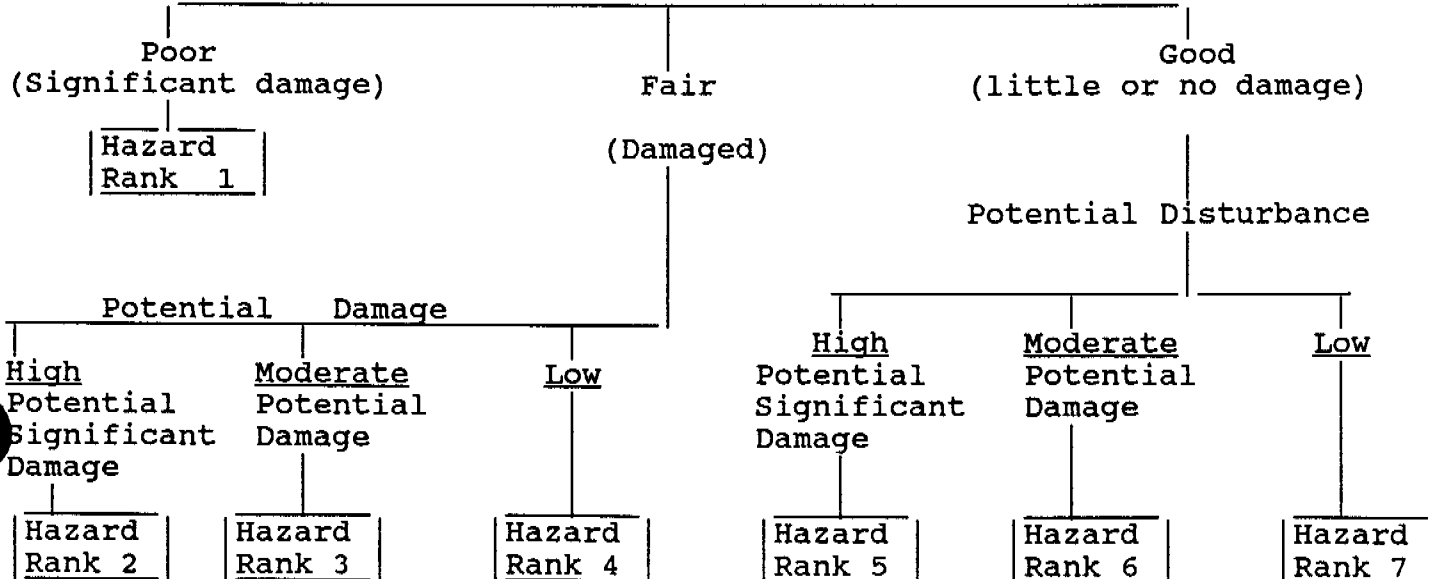 Poor
(Significant damage)
Hazard
Rank 1
Fair
(Damaged)
Good
(little or no damage)
Potential Disturbance
Potential Damage
High
Potential
Significant
Damage
Hazard
Rank 2
Moderate
Potential
Damage
Hazard
Rank 3
Low
Hazard
Rank 4
High
Potential
Significant
Damage
Hazard
Rank 5
Moderate
Potential
Damage
Hazard
Rank 6
Low
Hazard
Rank 7